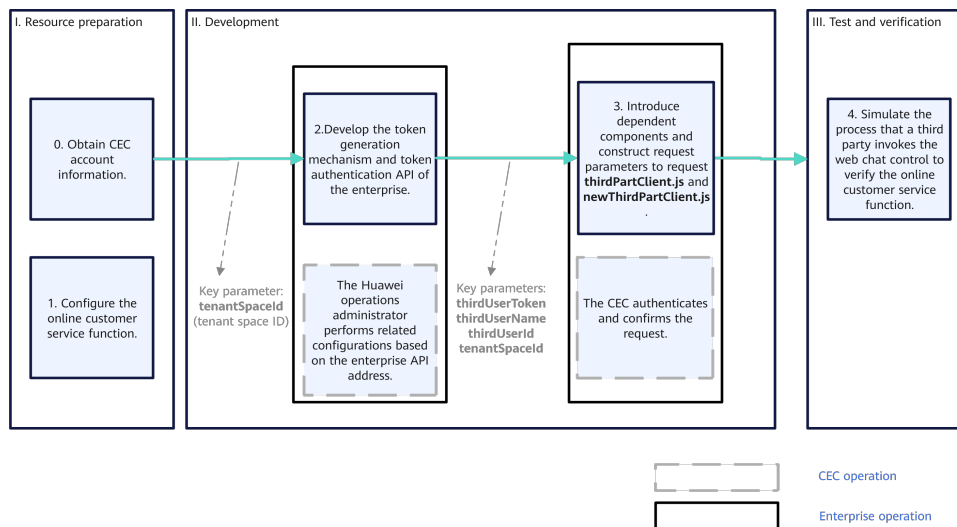 I. Resource preparation
0. Obtain CEC
account
information.
1. Configure the
online customer
service function.
II. Development
Key parameter:
tenantSpaceId
(tenant space ID)
2.Develop the token
generation
mechanism and token
authentication API of
the enterprise.
The Huawei
operations
administrator
performs related
configurations based
on the enterprise API
address.
Key parameters:
thirdUserToken
thirdUserName
thirdUserId
tenantSpaceId
3. Introduce
dependent
components and
construct request
parameters to request
thirdPartClient.js and
newThirdPartClient.js
.
The CEC authenticates
and confirms the
request.
III. Test and verification
4. Simulate the
process that a third
party invokes the
web chat control to
verify the online
customer service
function.
CEC operation
Enterprise operation